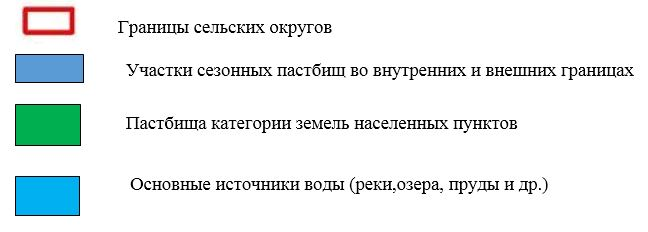 Границы сельских округов
Участки сезонных пастбищ во внутренних и внешних границах
Пастбища категории земель населенных пунктов
Основные источники воды (реки,озера, пруды и др.)